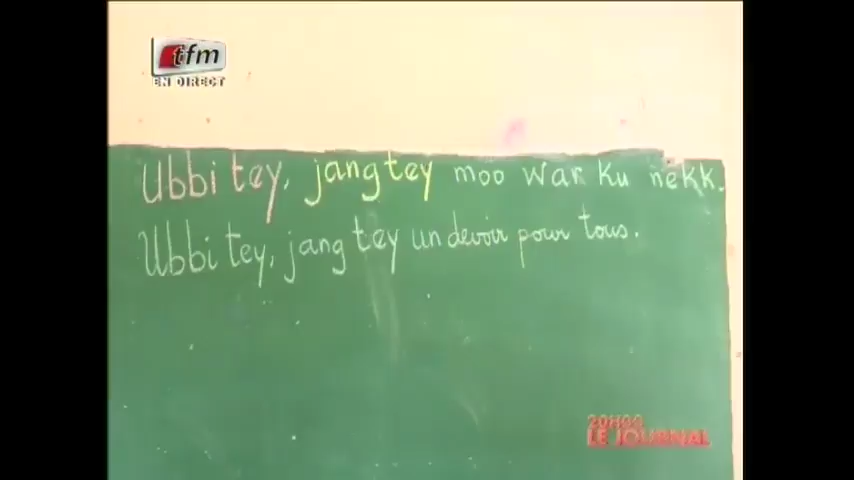 tfm
EN DIRECT
Ubbi tey, jang tey moo war ku nekk.
Ubbi tey, jang tey un devoir pour tous.
20H00
LE JOURNAL